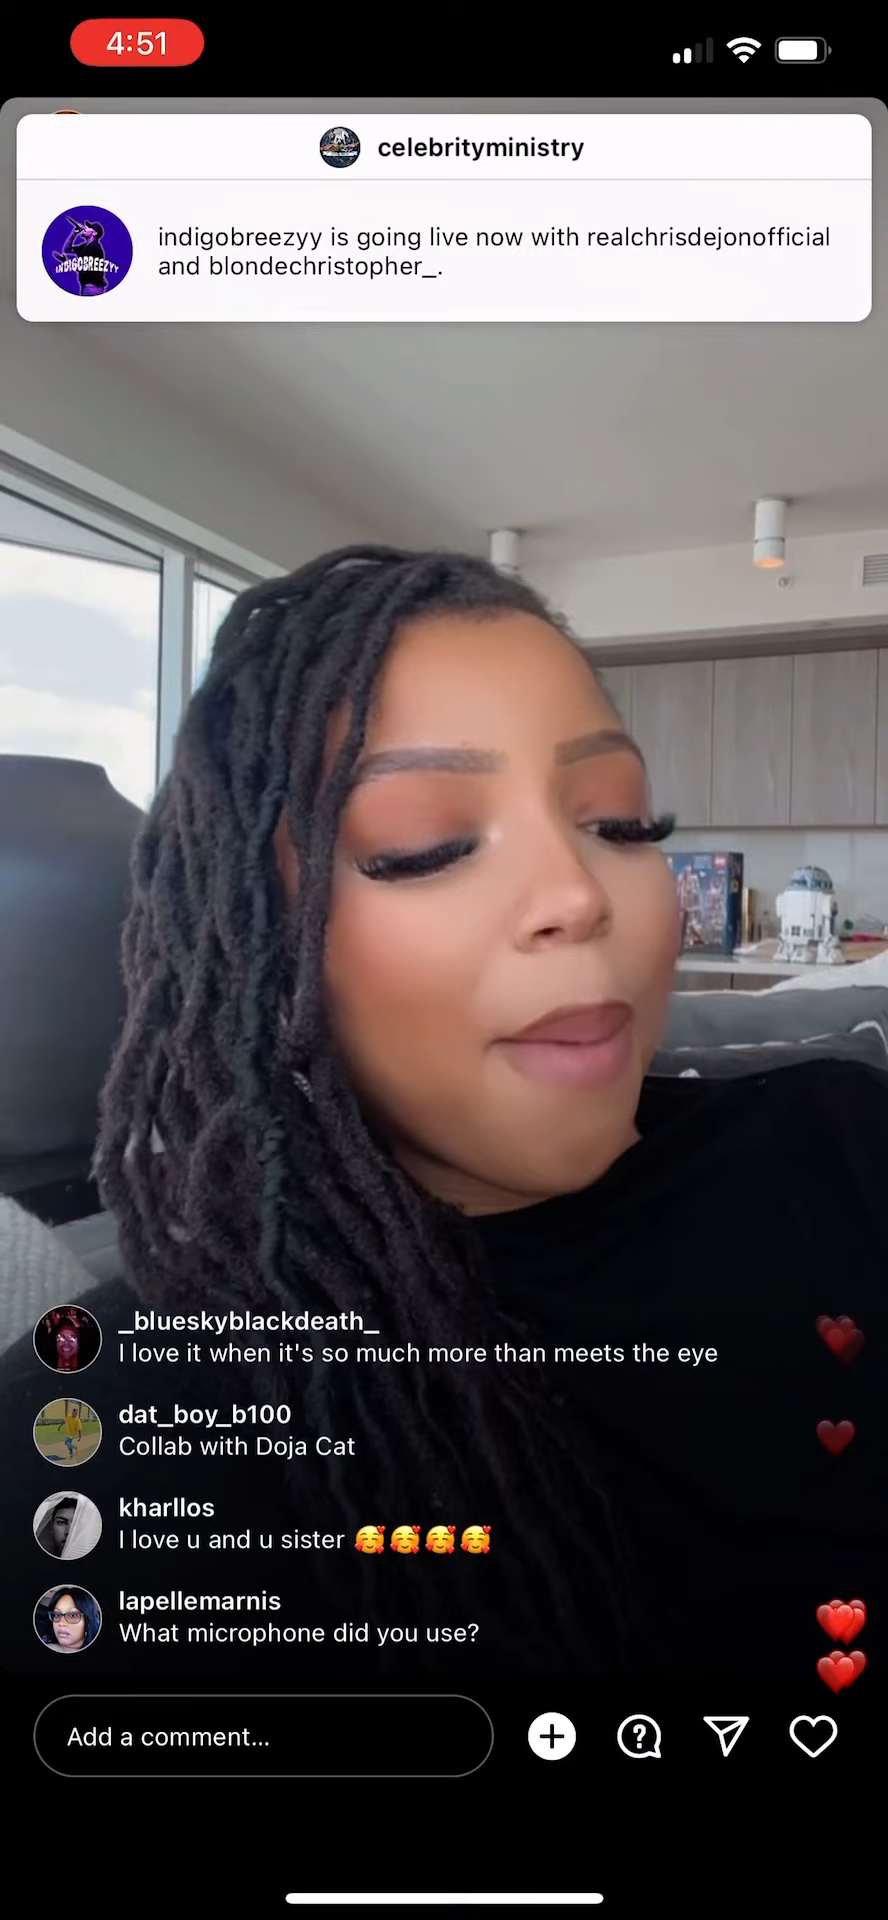 4:51
celebrityministry
INDIGOBREEZYY
indigobreezyy is going live now with realchrisdejonofficial
and blondechristopher_.
_blueskyblackdeath_
I love it when it's so much more than meets the eye
dat_boy_b100
Collab with Doja Cat
kharllos
I love u and u sister 🥰🥰🥰🥰
lapellemarnis
What microphone did you use?
Add a comment...